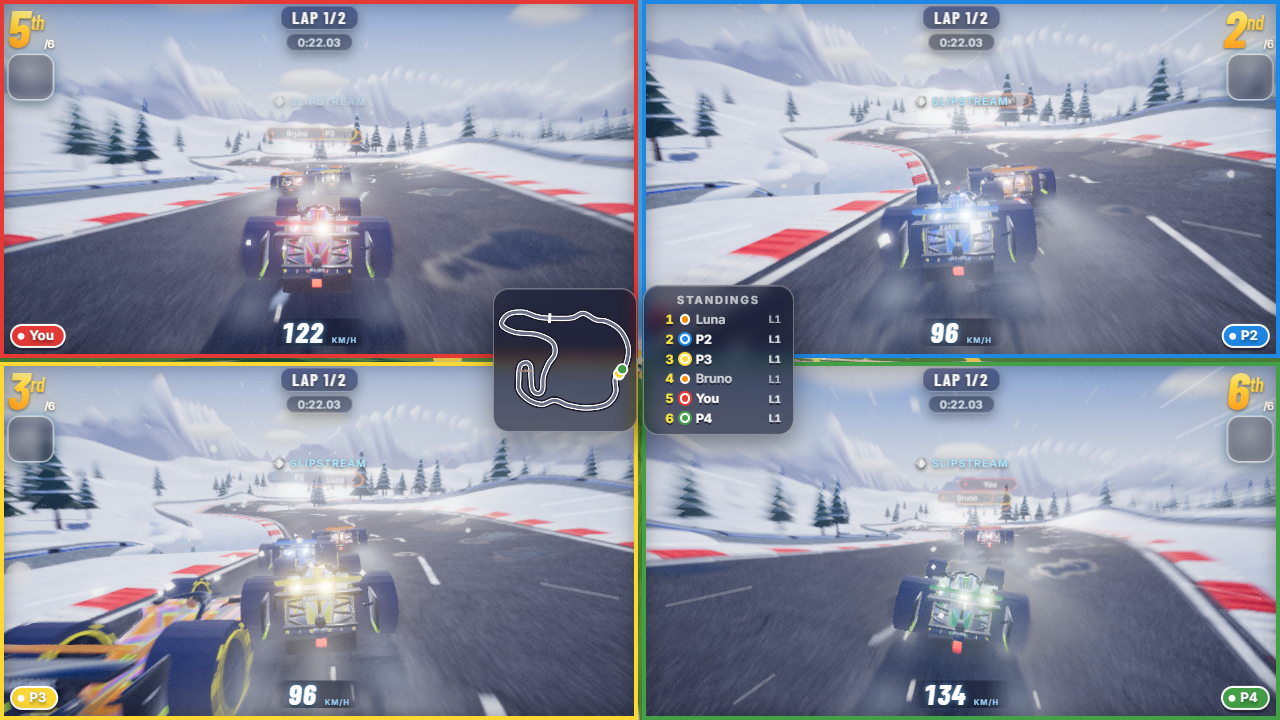 5th
/6
LAP 1/2
0:22.03
SLIPSTREAM
Bruno P3
122 KM/H
You
LAP 1/2
0:22.03
2nd
/6
SLIPSTREAM
96 KM/H
P2
STANDINGS
1 Luna L1
2 P2 L1
3 P3 L1
4 Bruno L1
5 You L1
6 P4 L1
3rd
/6
LAP 1/2
0:22.03
SLIPSTREAM
P2
96 KM/H
P3
LAP 1/2
0:22.03
6th
/6
SLIPSTREAM
You
Bruno
134 KM/H
P4